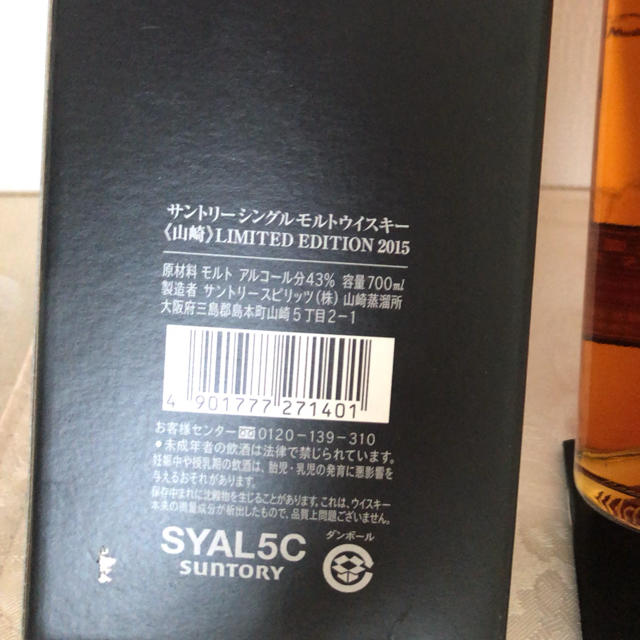 サントリーシングルモルトウイスキー
《山崎》LIMITED EDITION 2015
原材料 モルト アルコール分43% 容量700ml
製造者 サントリースピリッツ(株) 山崎蒸溜所
大阪府三島郡島本町山崎5丁目2-1
4 901777 271401
お客様センター 0120-139-310
●未成年者の飲酒は法律で禁じられています。
妊娠中や授乳期の飲酒は、胎児・乳児の発育に悪影響を
与えるおそれがあります。
保存中まれに沈殿物を生じることがあります。これは、ウイスキー
本来の微量成分が析出したもので、品質上問題ございません。
SYAL5C
SUNTORY
ダンボール